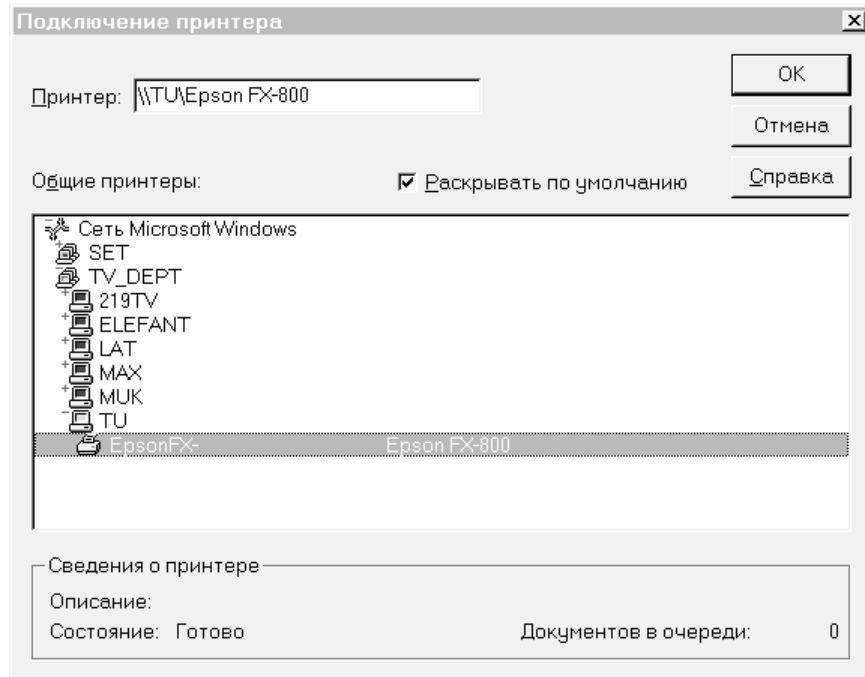 Подключение принтера
Принтер: \\TU\Epson FX-800
OK
Отмена
Общие принтеры:
Раскрывать по умолчанию
Справка
Сеть Microsoft Windows
SET
TV_DEPT
219TV
ELEFANT
LAT
MAX
MUK
TU
EpsonFX- Epson FX-800
Сведения о принтере
Описание:
Состояние: Готово Документов в очереди: 0